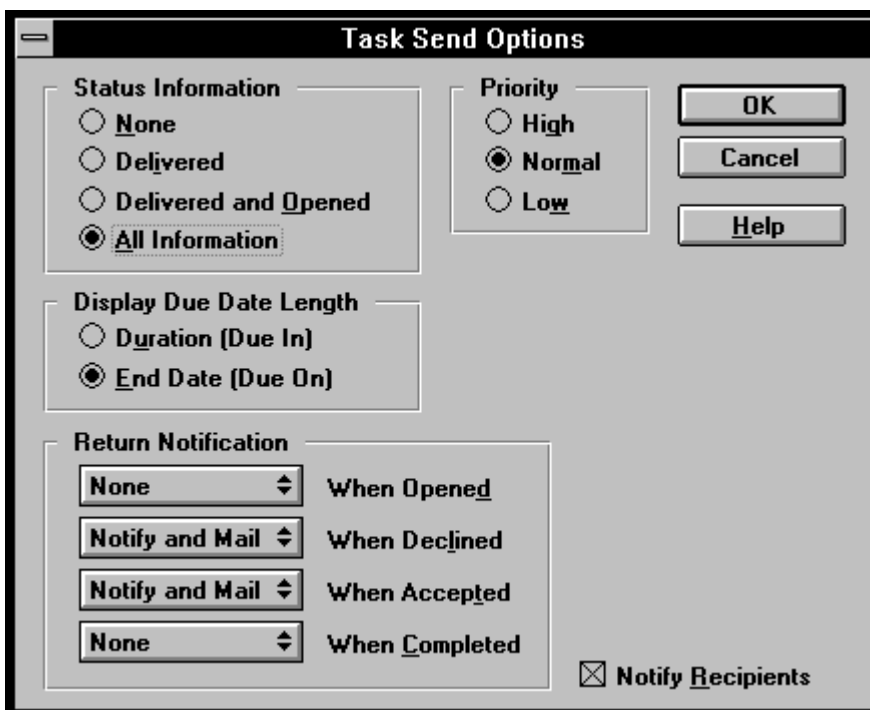 Task Send Options
Status Information
None
Delivered
Delivered and Opened
All Information
Priority
High
Normal
Low
OK
Cancel
Help
Display Due Date Length
Duration (Due In)
End Date (Due On)
Return Notification
None When Opened
Notify and Mail When Declined
Notify and Mail When Accepted
None When Completed
Notify Recipients